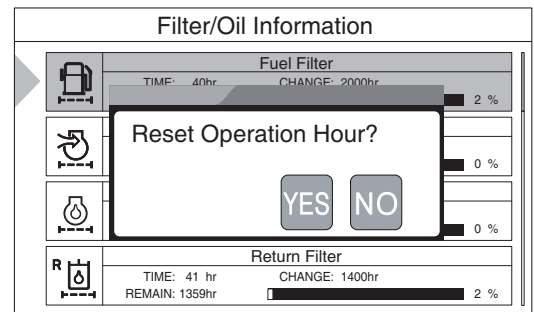 Filter/Oil Information
Fuel Filter
TIME: 40hr CHANGE: 2000hr
2 %
Reset Operation Hour?
0 %
YES NO
0 %
Return Filter
R
TIME: 41 hr CHANGE: 1400hr
REMAIN: 1359hr 2 %